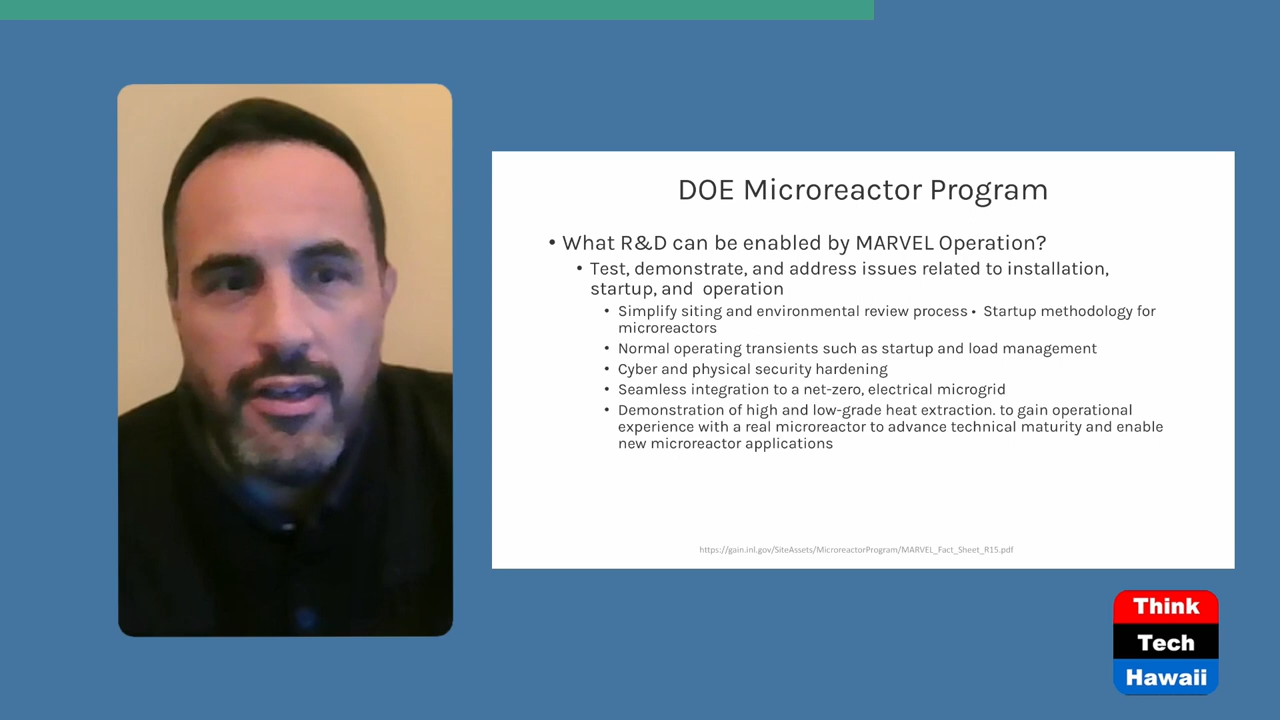 DOE Microreactor Program
• What R&D can be enabled by MARVEL Operation?
• Test, demonstrate, and address issues related to installation,
startup, and operation
• Simplify siting and environmental review process • Startup methodology for
microreactors
• Normal operating transients such as startup and load management
• Cyber and physical security hardening
• Seamless integration to a net-zero, electrical microgrid
• Demonstration of high and low-grade heat extraction. to gain operational
experience with a real microreactor to advance technical maturity and enable
new microreactor applications
https://gain.inl.gov/SiteAssets/MicroreactorProgram/MARVEL_Fact_Sheet_R15.pdf
Think
Tech
Hawaii